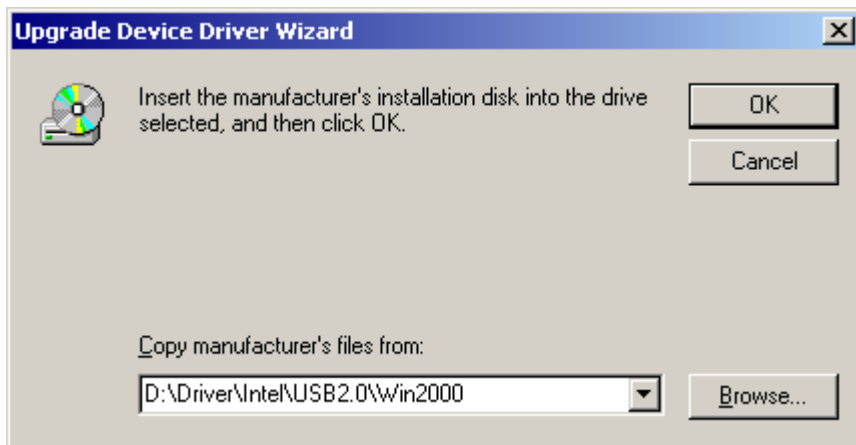 Upgrade Device Driver Wizard
Insert the manufacturer's installation disk into the drive
selected, and then click OK.
OK
Cancel
Copy manufacturer's files from:
D:\Driver\Intel\USB2.0\Win2000
Browse...